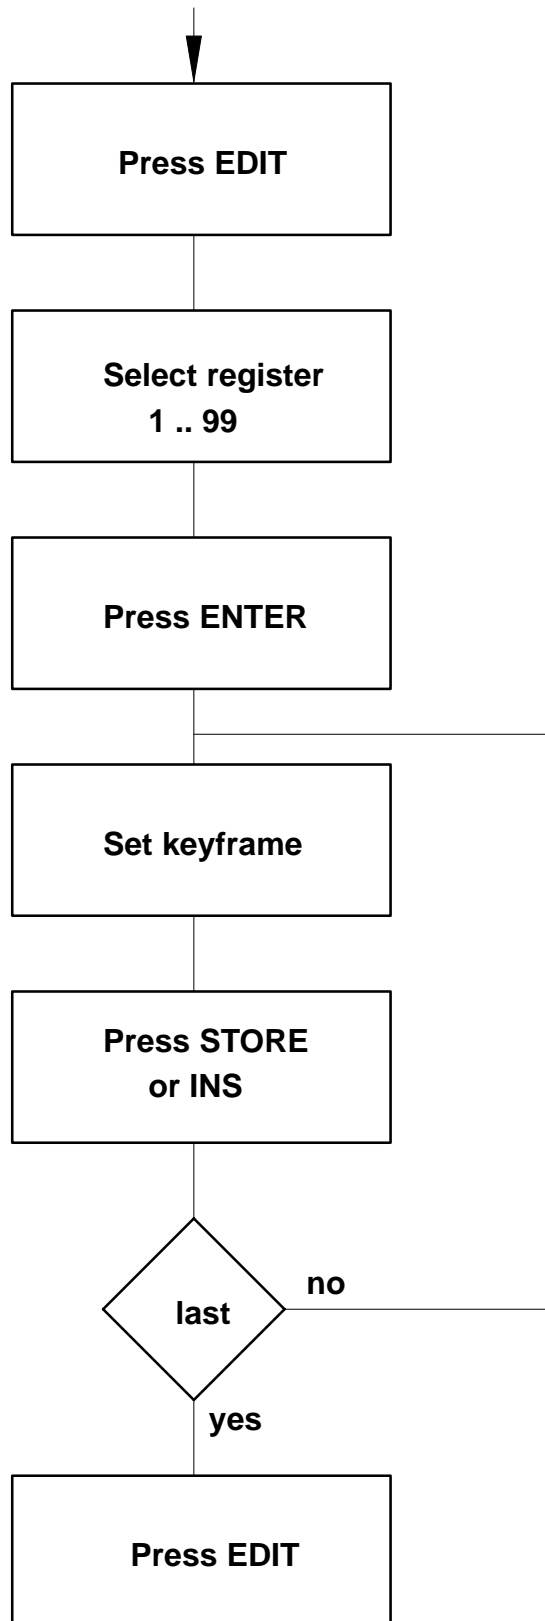 Press EDIT
Select register
1 .. 99
Press ENTER
Set keyframe
Press STORE
or INS
no
last
yes
Press EDIT